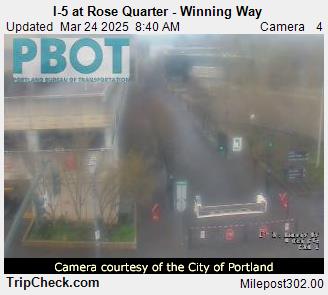 I-5 at Rose Quarter - Winning Way
Updated Mar 24 2025 8:40 AM Camera 4
PBOT
PORTLAND BUREAU OF TRANSPORTATION
Camera courtesy of the City of Portland
TripCheck.com Milepost302.00